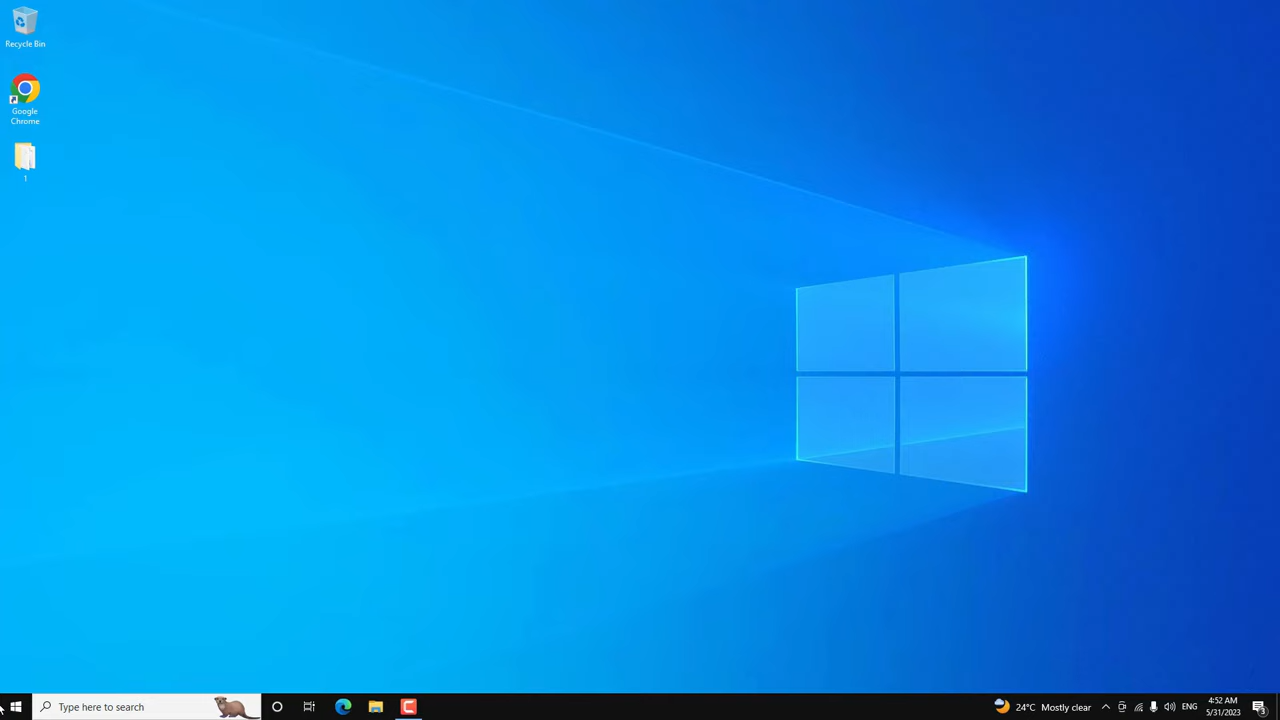 Recycle Bin
Google
Chrome
1
Type here to search
24°C Mostly clear
ENG
4:52 AM
5/31/2023